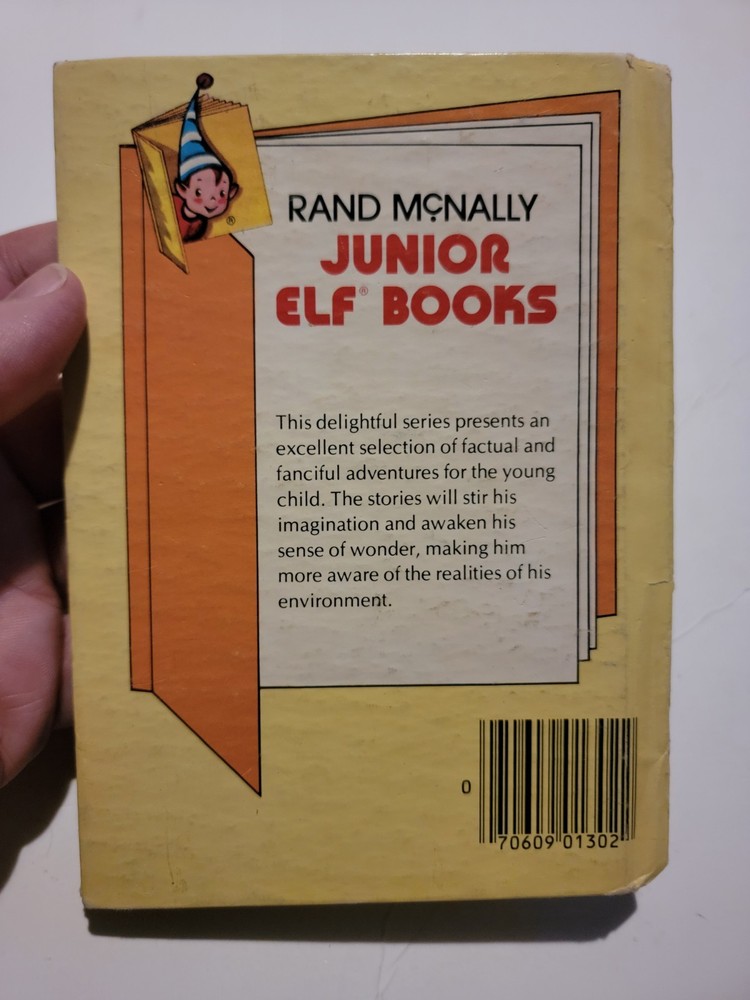 RAND McNALLY
JUNIOR
ELF® BOOKS
This delightful series presents an
excellent selection of factual and
fanciful adventures for the young
child. The stories will stir his
imagination and awaken his
sense of wonder, making him
more aware of the realities of his
environment.
®
0
70609 01302